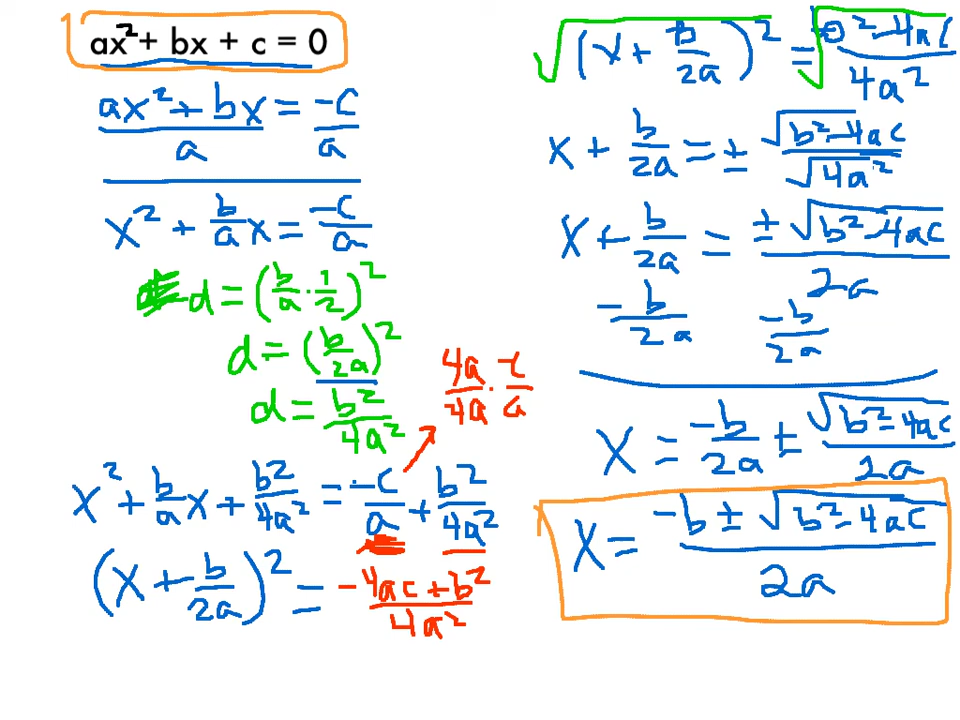 1
ax² + bx + c = 0
(ax² + bx)/a = -c/a
x² + b/a x = -c/a
d = (b/a · 1/2)²
d = (b/2a)²
d = b²/4a²
4a/4a · -c/a
x² + b/a x + b²/4a² = -c/a + b²/4a²
(x + b/2a)² = (-4ac + b²)/4a²
√(x + b/2a)² = √(b² - 4ac)/4a²
x + b/2a = ± √(b² - 4ac)/√(4a²)
x + b/2a = ± √(b² - 4ac)/2a
-b/2a -b/2a
x = -b/2a ± √(b² - 4ac)/2a
x = (-b ± √(b² - 4ac))/2a